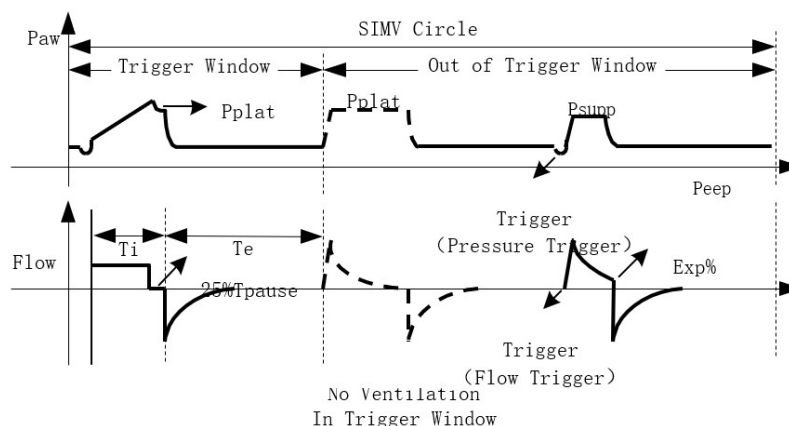 SIMV Circle
Paw
Trigger Window
Out of Trigger Window
Pplat
Pplat
Psupp
Peep
Trigger
(Pressure Trigger)
Ti
Te
Flow
25%Tpause
Exp%
Trigger
(Flow Trigger)
No Ventilation
In Trigger Window